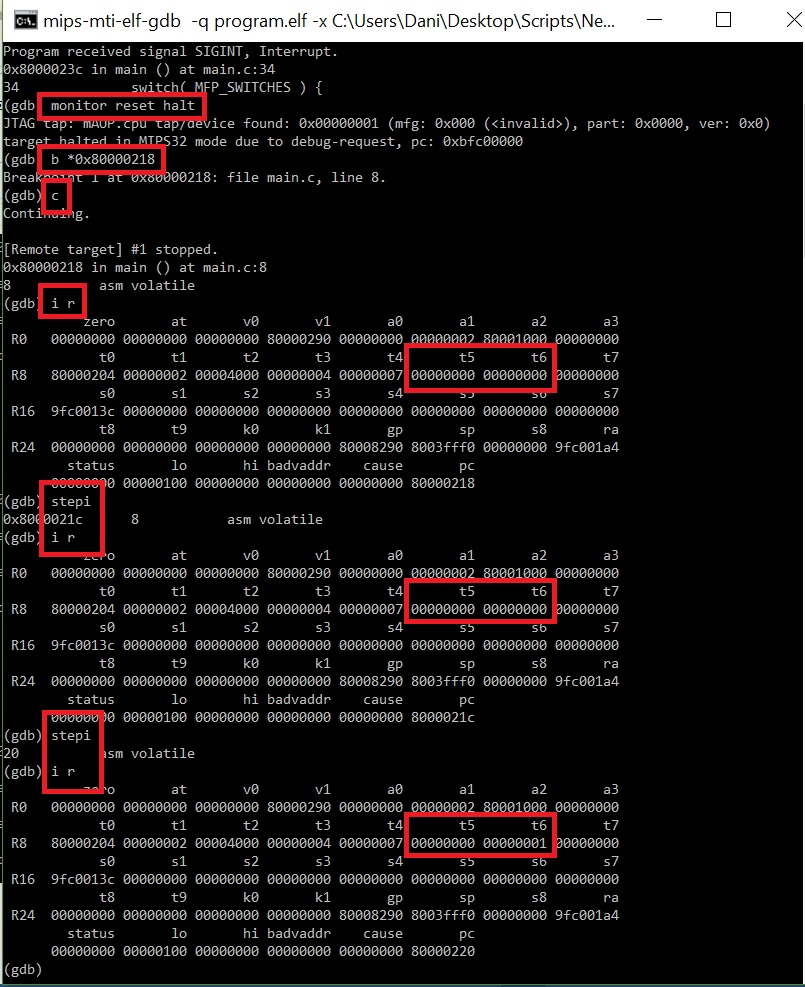 mips-mti-elf-gdb -q program.elf -x C:\Users\Dani\Desktop\Scripts\Ne...
Program received signal SIGINT, Interrupt.
0x8000023c in main () at main.c:34
34 switch( MFP_SWITCHES ) {
(gdb) monitor reset halt
JTAG tap: mAUP.cpu tap/device found: 0x00000001 (mfg: 0x000 (<invalid>), part: 0x0000, ver: 0x0)
target halted in MIPS32 mode due to debug-request, pc: 0xbfc00000
(gdb) b *0x80000218
Breakpoint 1 at 0x80000218: file main.c, line 8.
(gdb) c
Continuing.
[Remote target] #1 stopped.
0x80000218 in main () at main.c:8
8 asm volatile
(gdb) i r
zero at v0 v1 a0 a1 a2 a3
R0 00000000 00000000 00000000 80000290 00000000 00000002 80001000 00000000
t0 t1 t2 t3 t4 t5 t6 t7
R8 80000204 00000002 00004000 00000004 00000007 00000000 00000000 00000000
s0 s1 s2 s3 s4 s5 s6 s7
R16 9fc0013c 00000000 00000000 00000000 00000000 00000000 00000000 00000000
t8 t9 k0 k1 gp sp s8 ra
R24 00000000 00000000 00000000 00000000 80008290 8003fff0 00000000 9fc001a4
status lo hi badvaddr cause pc
00000000 00000100 00000000 00000000 00000000 80000218
(gdb) stepi
0x8000021c 8 asm volatile
(gdb) i r
zero at v0 v1 a0 a1 a2 a3
R0 00000000 00000000 00000000 80000290 00000000 00000002 80001000 00000000
t0 t1 t2 t3 t4 t5 t6 t7
R8 80000204 00000002 00004000 00000004 00000007 00000000 00000000 00000000
s0 s1 s2 s3 s4 s5 s6 s7
R16 9fc0013c 00000000 00000000 00000000 00000000 00000000 00000000 00000000
t8 t9 k0 k1 gp sp s8 ra
R24 00000000 00000000 00000000 00000000 80008290 8003fff0 00000000 9fc001a4
status lo hi badvaddr cause pc
00000000 00000100 00000000 00000000 00000000 8000021c
(gdb) stepi
20 asm volatile
(gdb) i r
zero at v0 v1 a0 a1 a2 a3
R0 00000000 00000000 00000000 80000290 00000000 00000002 80001000 00000000
t0 t1 t2 t3 t4 t5 t6 t7
R8 80000204 00000002 00004000 00000004 00000007 00000000 00000001 00000000
s0 s1 s2 s3 s4 s5 s6 s7
R16 9fc0013c 00000000 00000000 00000000 00000000 00000000 00000000 00000000
t8 t9 k0 k1 gp sp s8 ra
R24 00000000 00000000 00000000 00000000 80008290 8003fff0 00000000 9fc001a4
status lo hi badvaddr cause pc
00000000 00000100 00000000 00000000 00000000 80000220
(gdb)